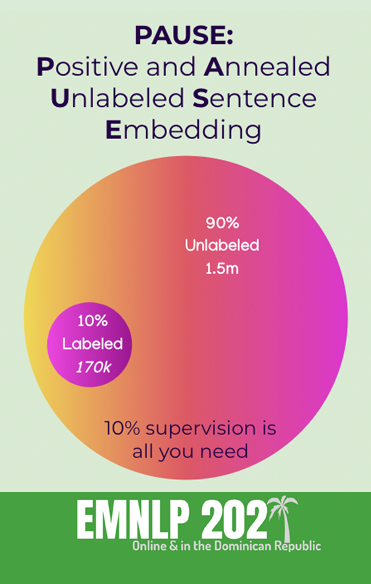 PAUSE:
Positive and Annealed
Unlabeled Sentence
Embedding
90%
Unlabeled
1.5m
10%
Labeled
170k
10% supervision is
all you need
EMNLP 2021
Online & in the Dominican Republic